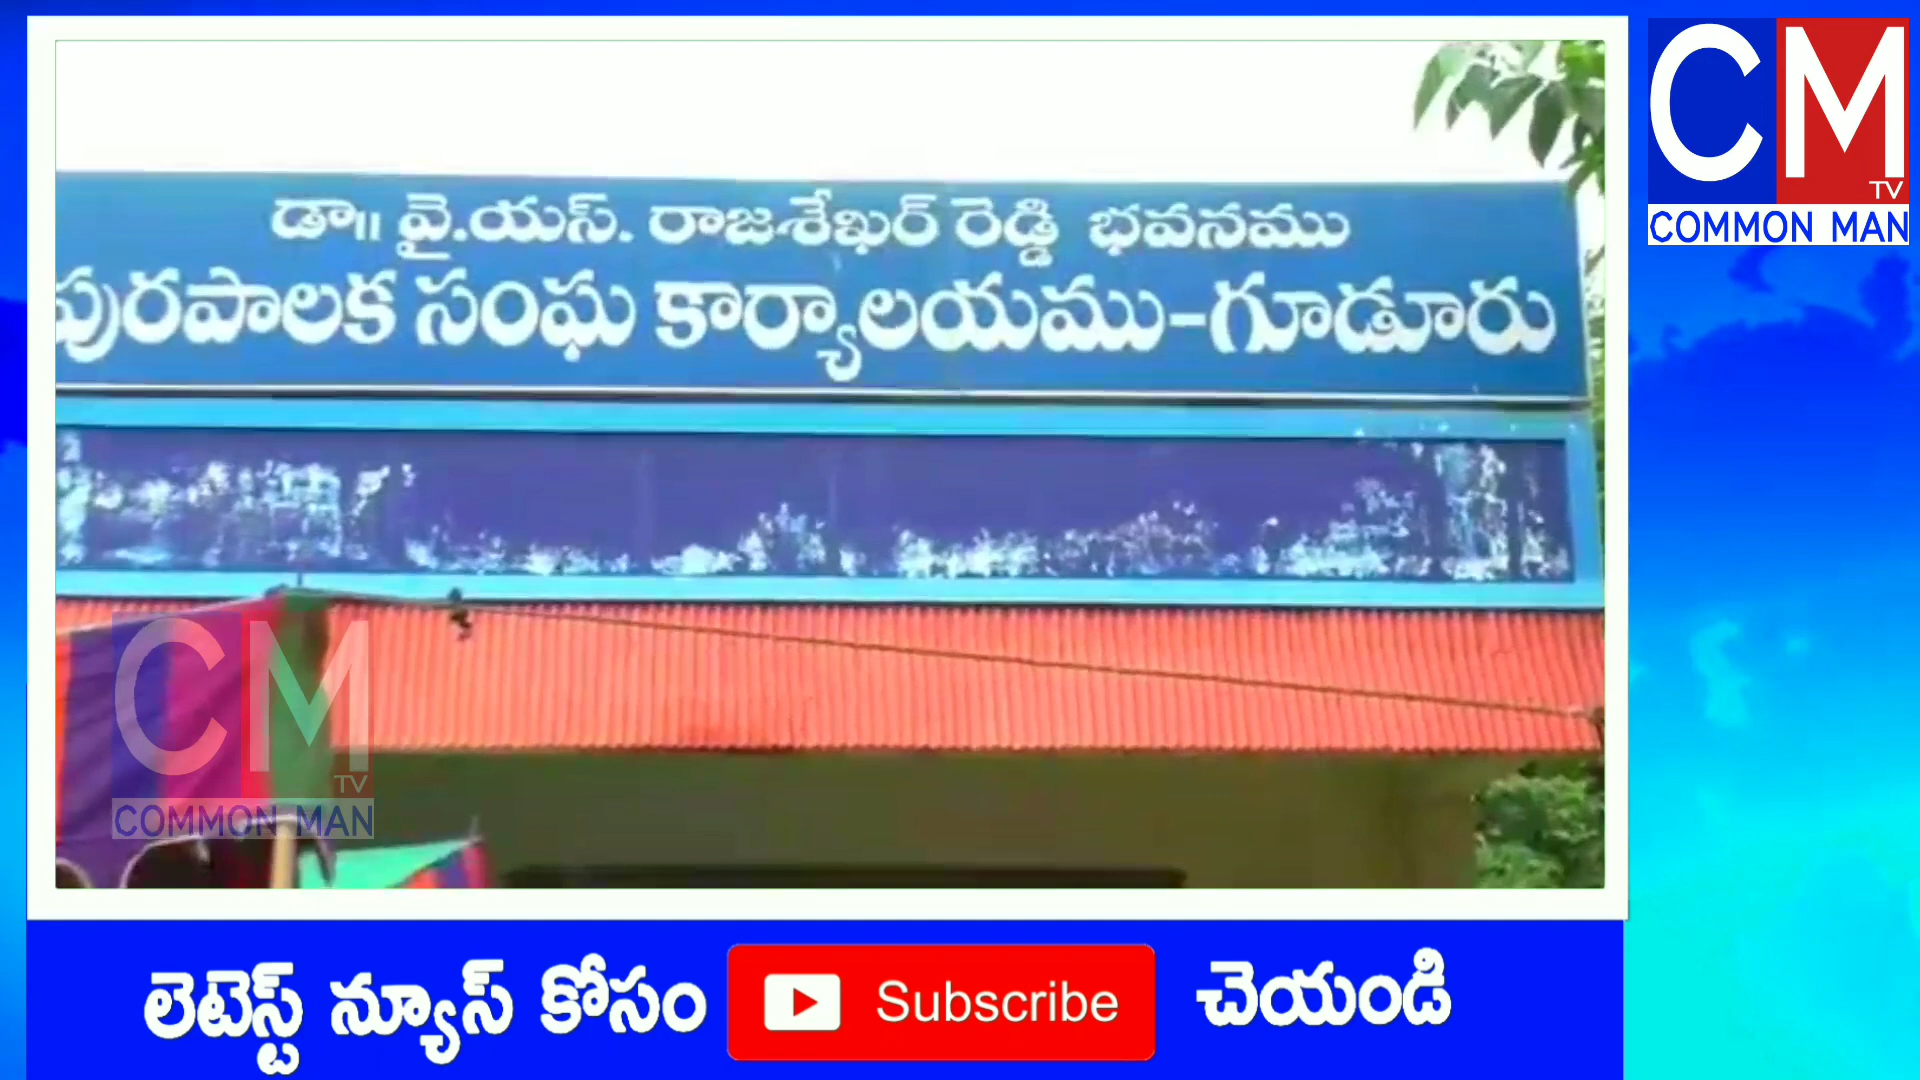 డా॥ వై.యస్. రాజశేఖర్ రెడ్డి భవనము
పురపాలక సంఘ కార్యాలయము-గూడూరు
CM
TV
COMMON MAN
CM
TV
COMMON MAN
లెటెస్ట్ న్యూస్ కోసం Subscribe చెయండి